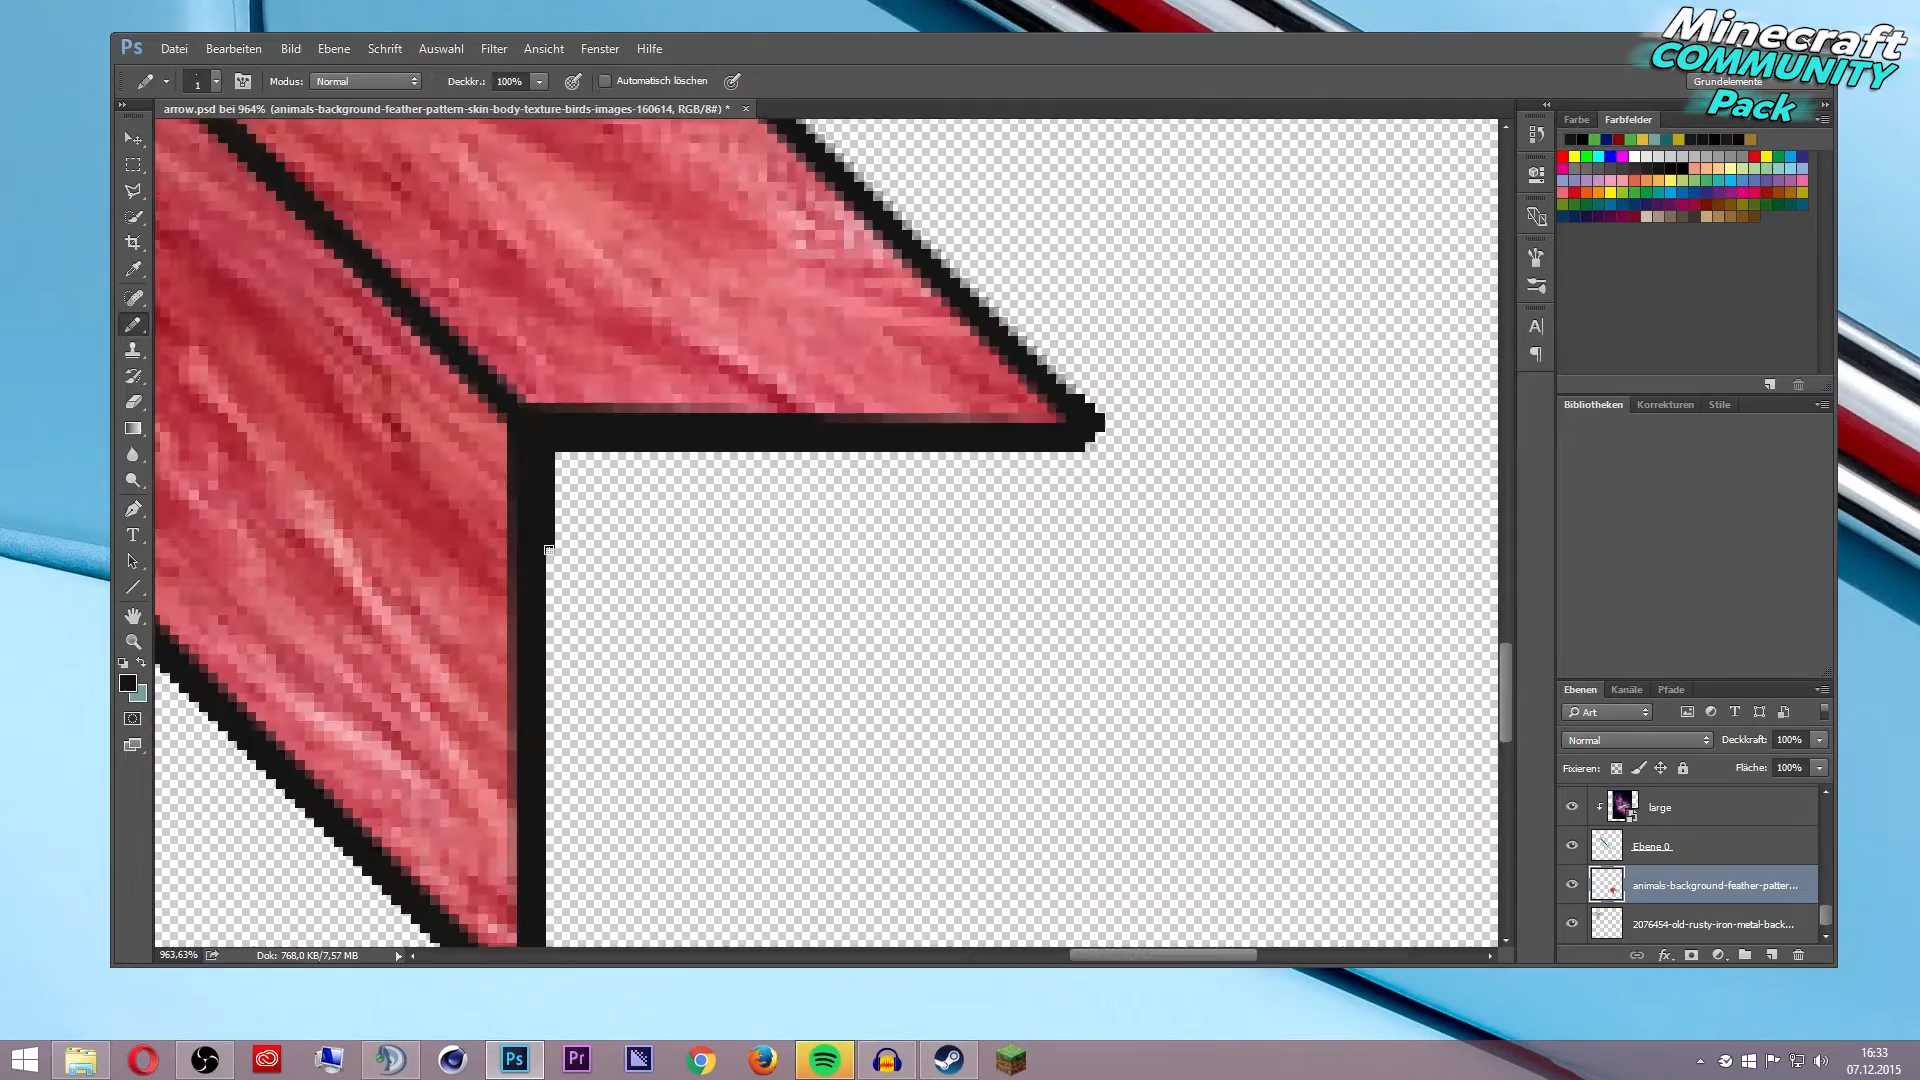 Minecraft
COMMUNITY
Pack
Ps Datei Bearbeiten Bild Ebene Schrift Auswahl Filter Ansicht Fenster Hilfe
1 Modus: Normal Deckkr.: 100% Automatisch löschen Grundelemente
arrow.psd bei 964% (animals-background-feather-pattern-skin-body-texture-birds-images-160614, RGB/8#) * ×
Farbe Farbfelder
Bibliotheken Korrekturen Stile
Ebenen Kanäle Pfade
Art
Normal Deckkraft: 100%
Fixieren: Fläche: 100%
large
Ebene 0
animals-background-feather-patter...
2076454-old-rusty-iron-metal-back...
963,63% Dok: 768,0 KB/7,57 MB
Ps Pr
16:33
07.12.2015